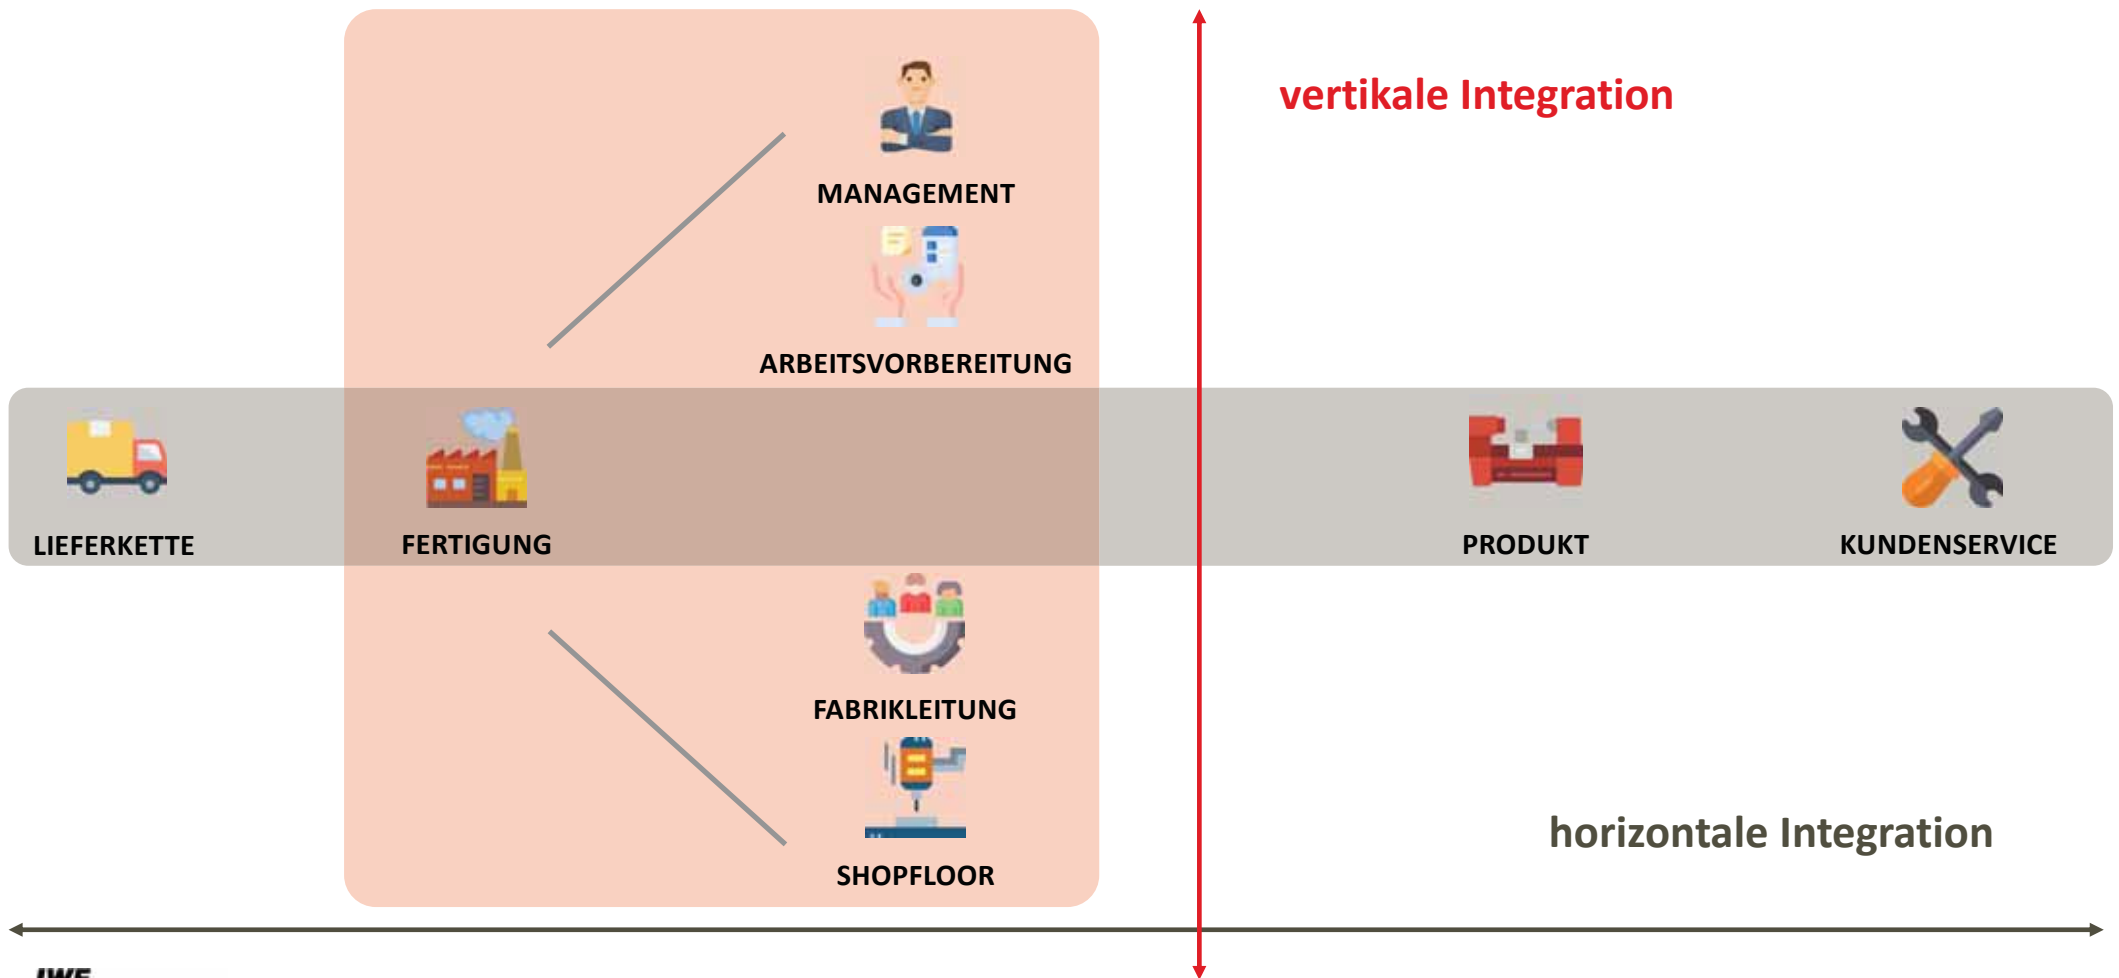 vertikale Integration
MANAGEMENT
ARBEITSVORBEREITUNG
LIEFERKETTE
FERTIGUNG
PRODUKT
KUNDENSERVICE
FABRIKLEITUNG
horizontale Integration
SHOPFLOOR